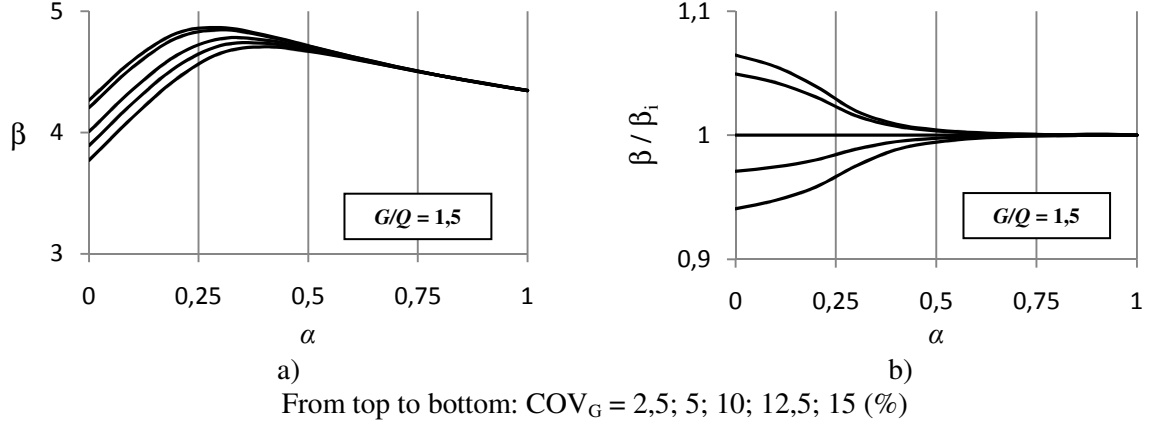 5
4
3
β
0
0,25
0,5
0,75
1
α
G/Q = 1,5
a)
1,1
1
0,9
β / βi
0
0,25
0,5
0,75
1
α
G/Q = 1,5
b)
From top to bottom: COVG = 2,5; 5; 10; 12,5; 15 (%)